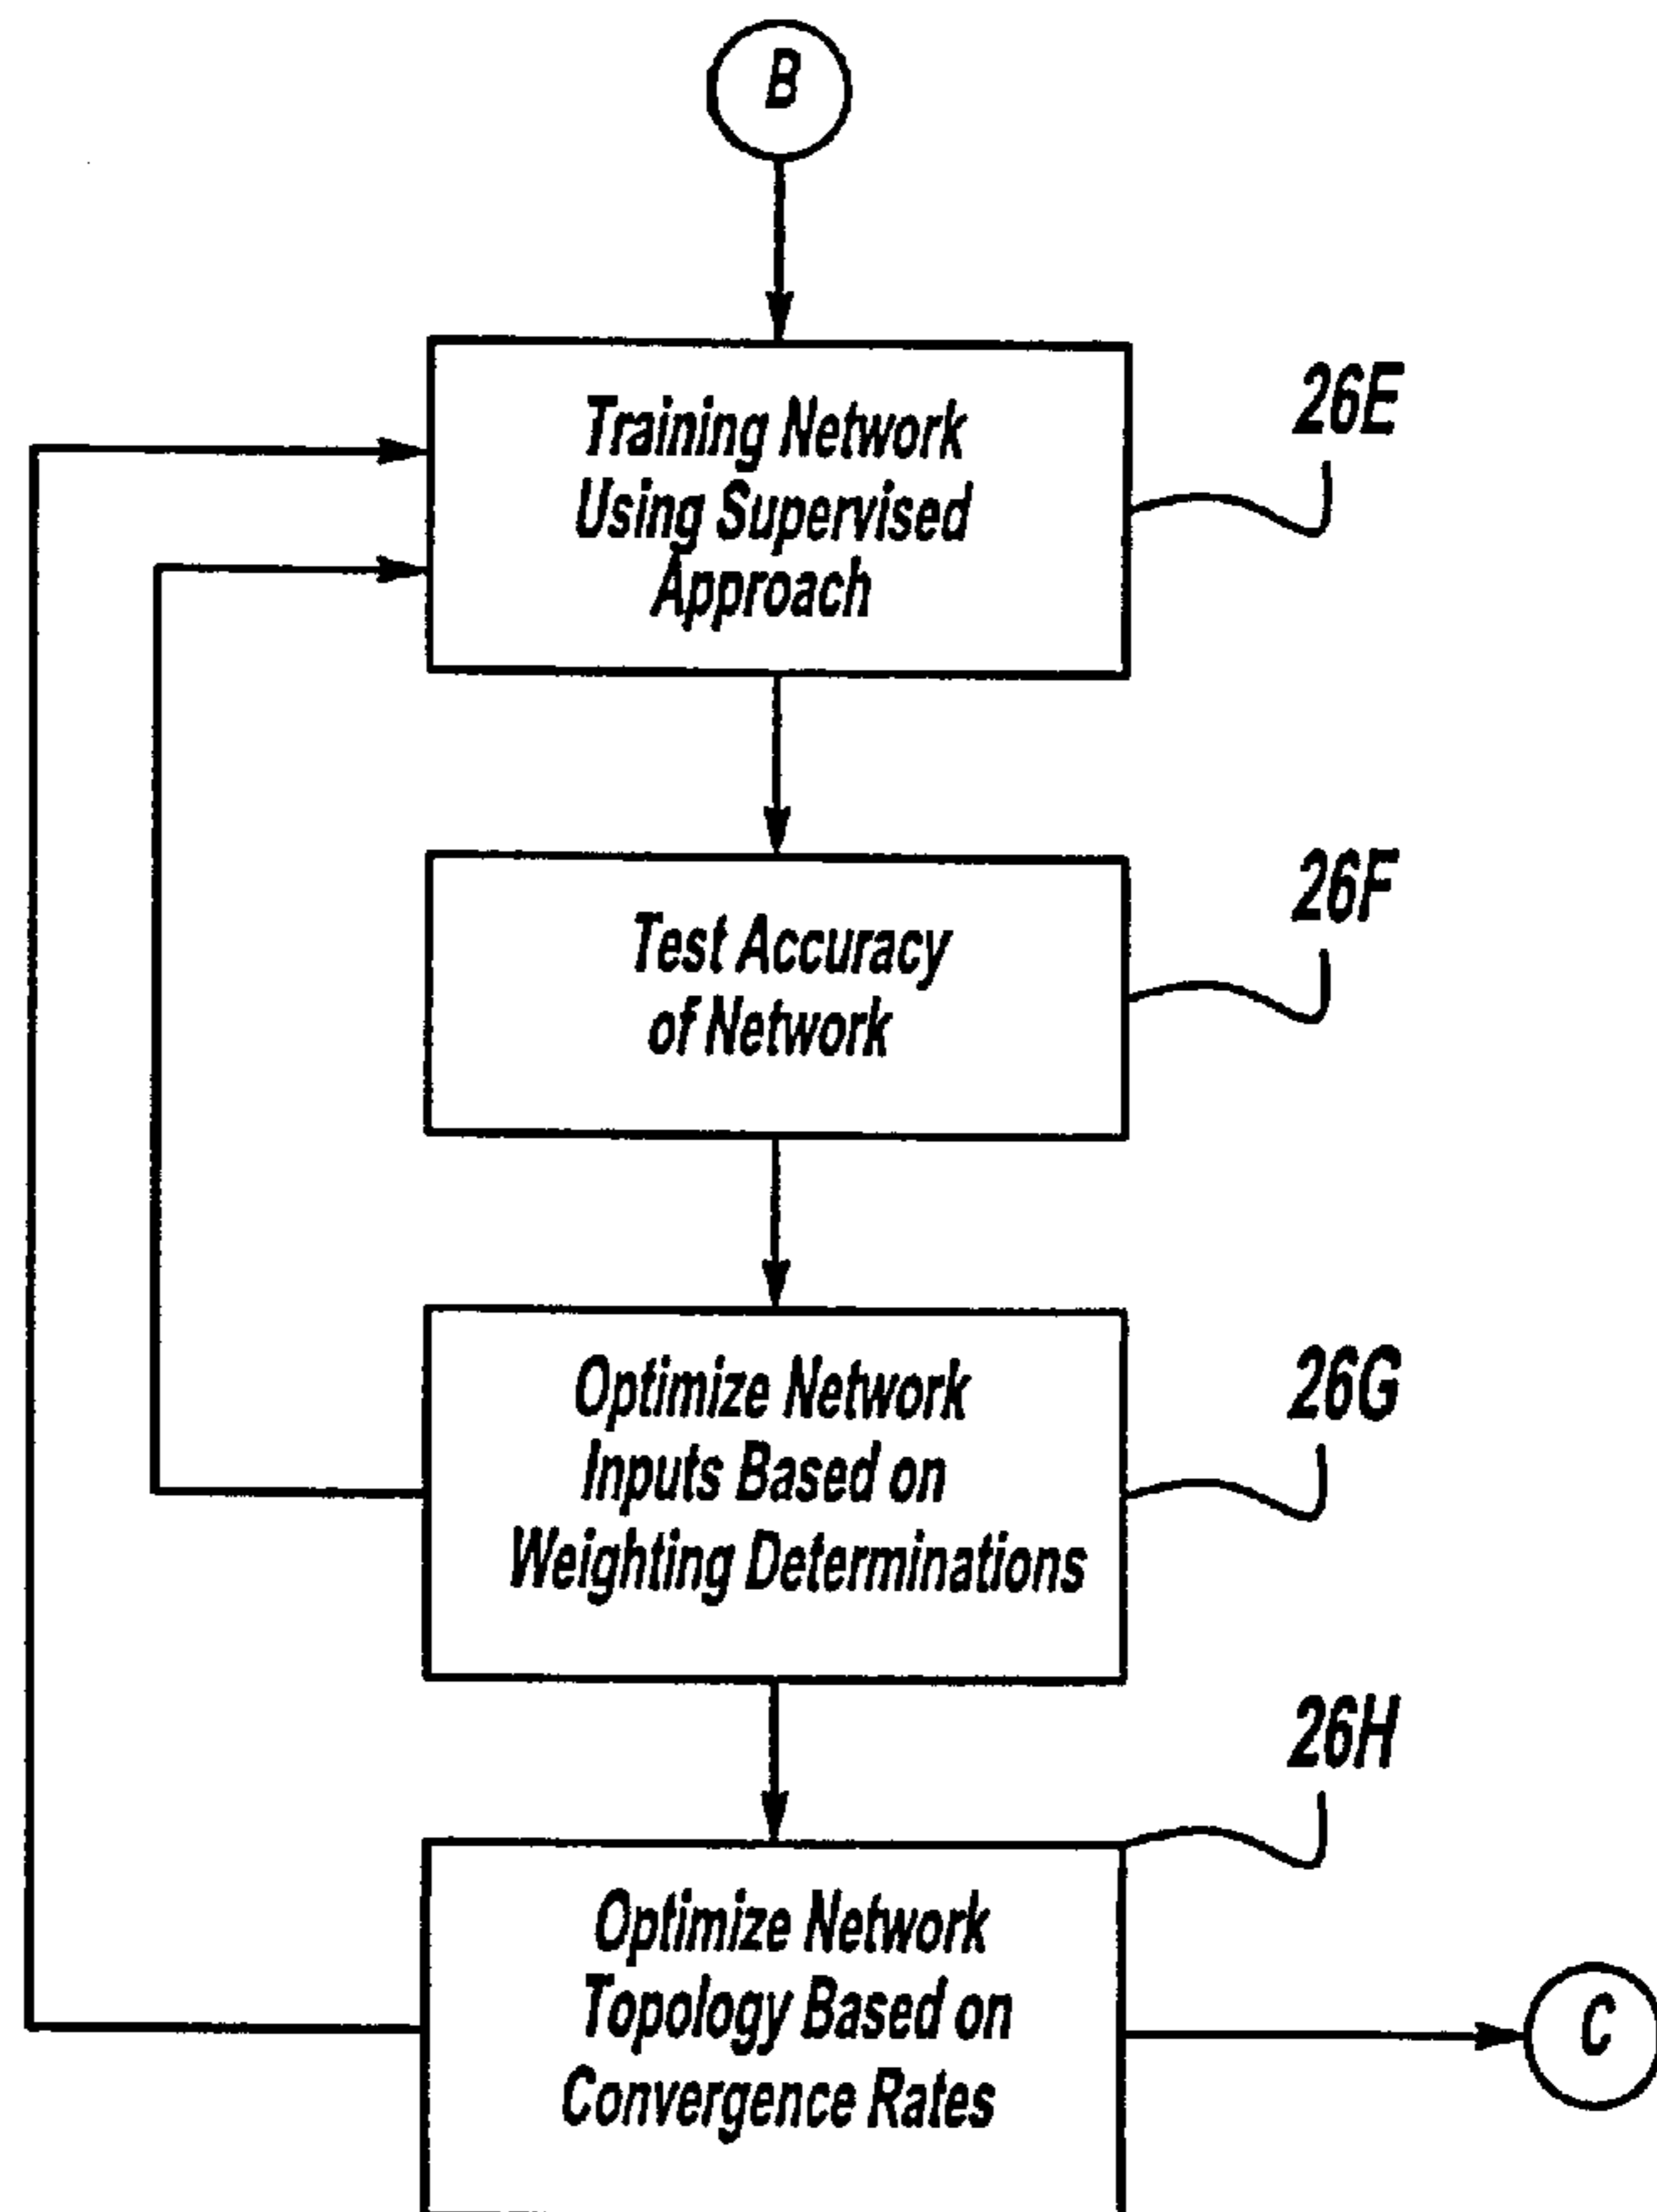 B
Training Network
Using Supervised
Approach
26E
Test Accuracy
of Network
26F
Optimize Network
Inputs Based on
Weighting Determinations
26G
26H
Optimize Network
Topology Based on
Convergence Rates
C